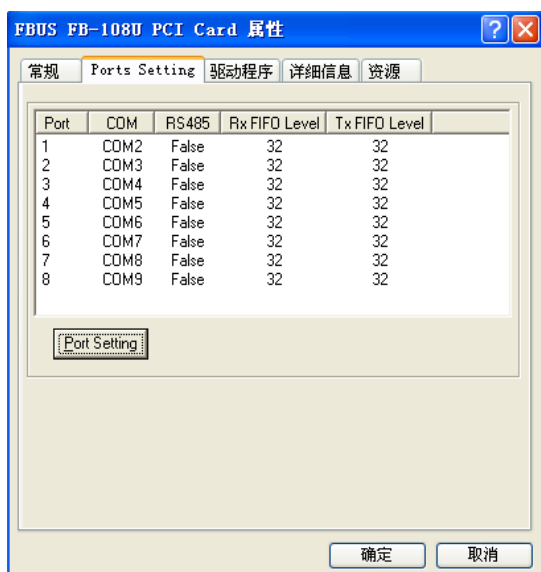 FBUS FB-108U PCI Card 属性
常规 Ports Setting 驱动程序 详细信息 资源
Port COM RS485 Rx FIFO Level Tx FIFO Level
1 COM2 False 32 32
2 COM3 False 32 32
3 COM4 False 32 32
4 COM5 False 32 32
5 COM6 False 32 32
6 COM7 False 32 32
7 COM8 False 32 32
8 COM9 False 32 32
Port Setting
确定 取消